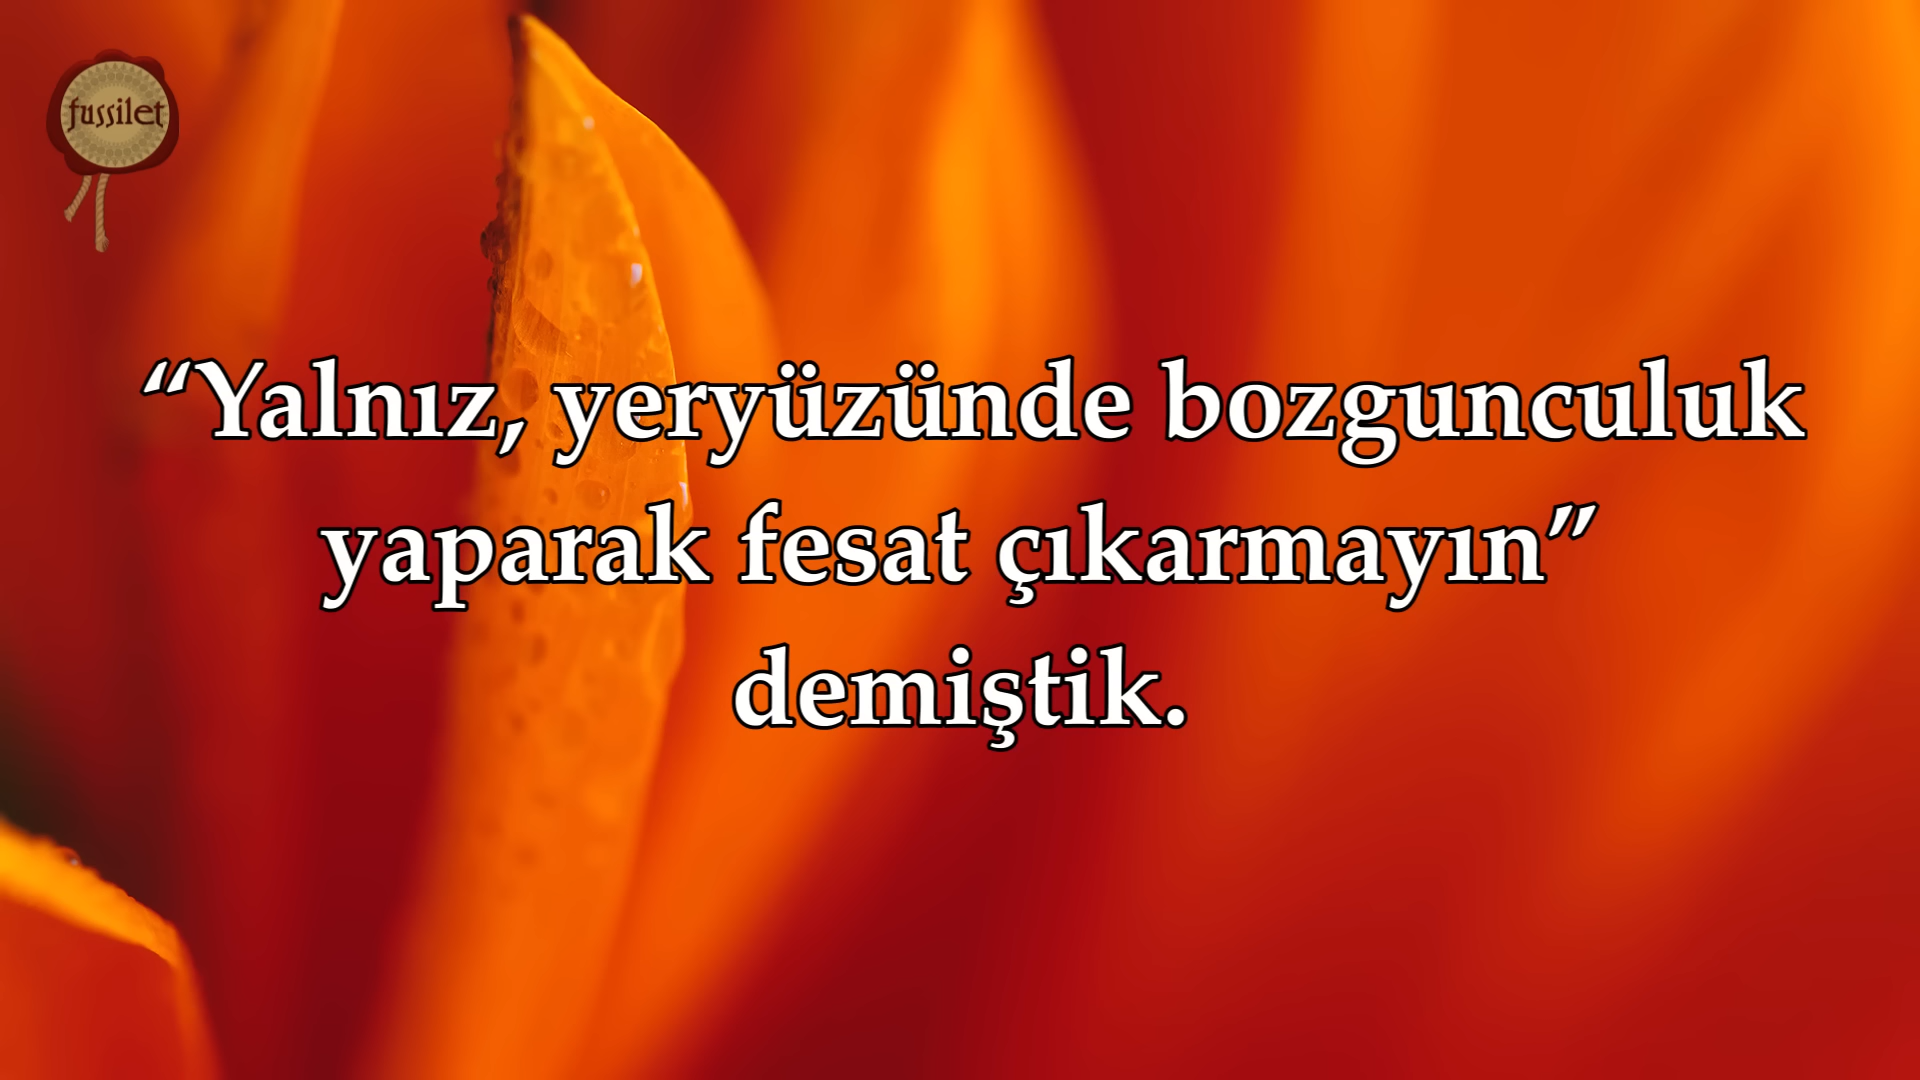 fussilet
“Yalnız, yeryüzünde bozgunculuk
yaparak fesat çıkarmayın”
demiştik.